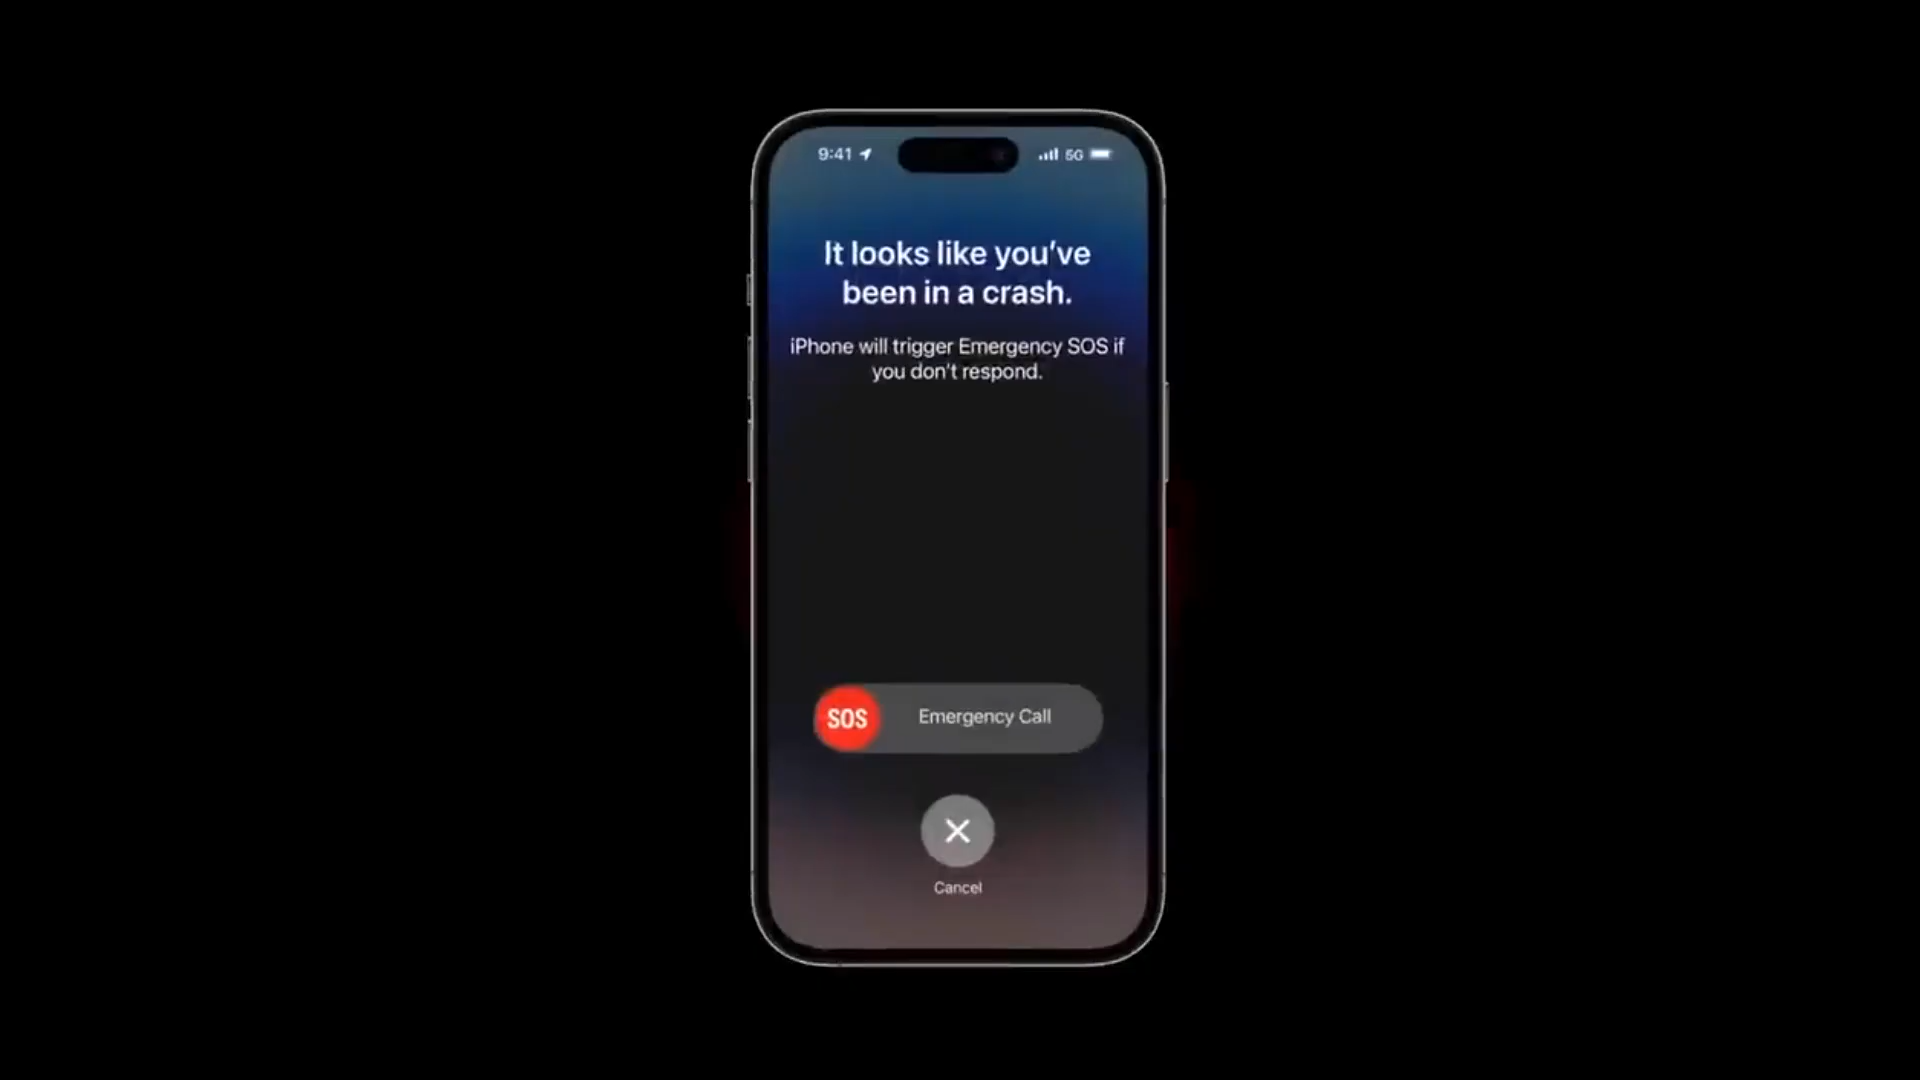 9:41
5G
It looks like you've
been in a crash.
iPhone will trigger Emergency SOS if
you don't respond.
SOS
Emergency Call
Cancel